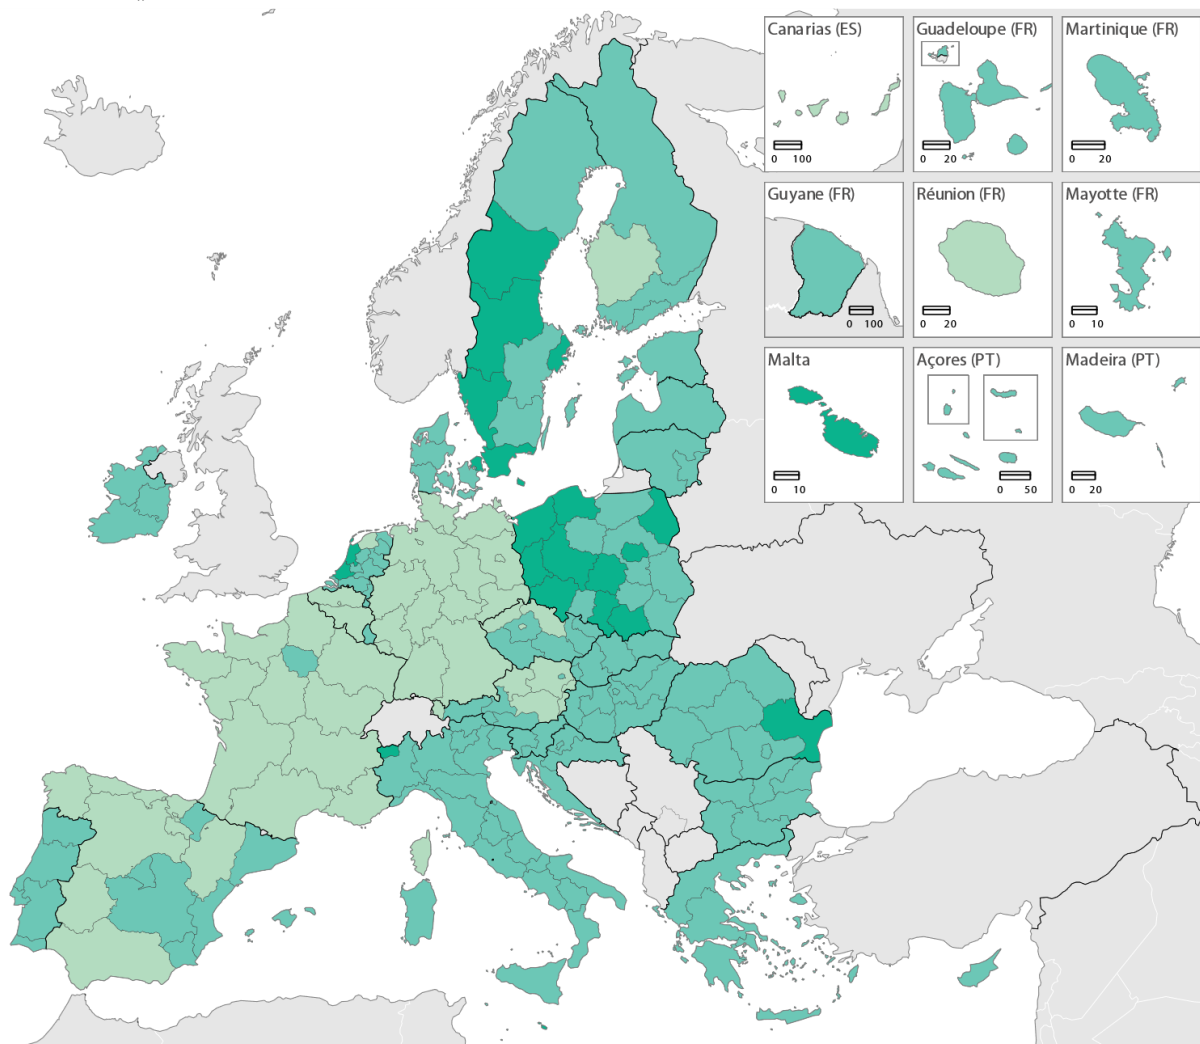 Canarias (ES)
0 100
Guadeloupe (FR)
0 20
Martinique (FR)
0 20
Guyane (FR)
0 100
Réunion (FR)
0 20
Mayotte (FR)
0 10
Malta
0 10
Açores (PT)
0 50
Madeira (PT)
0 20